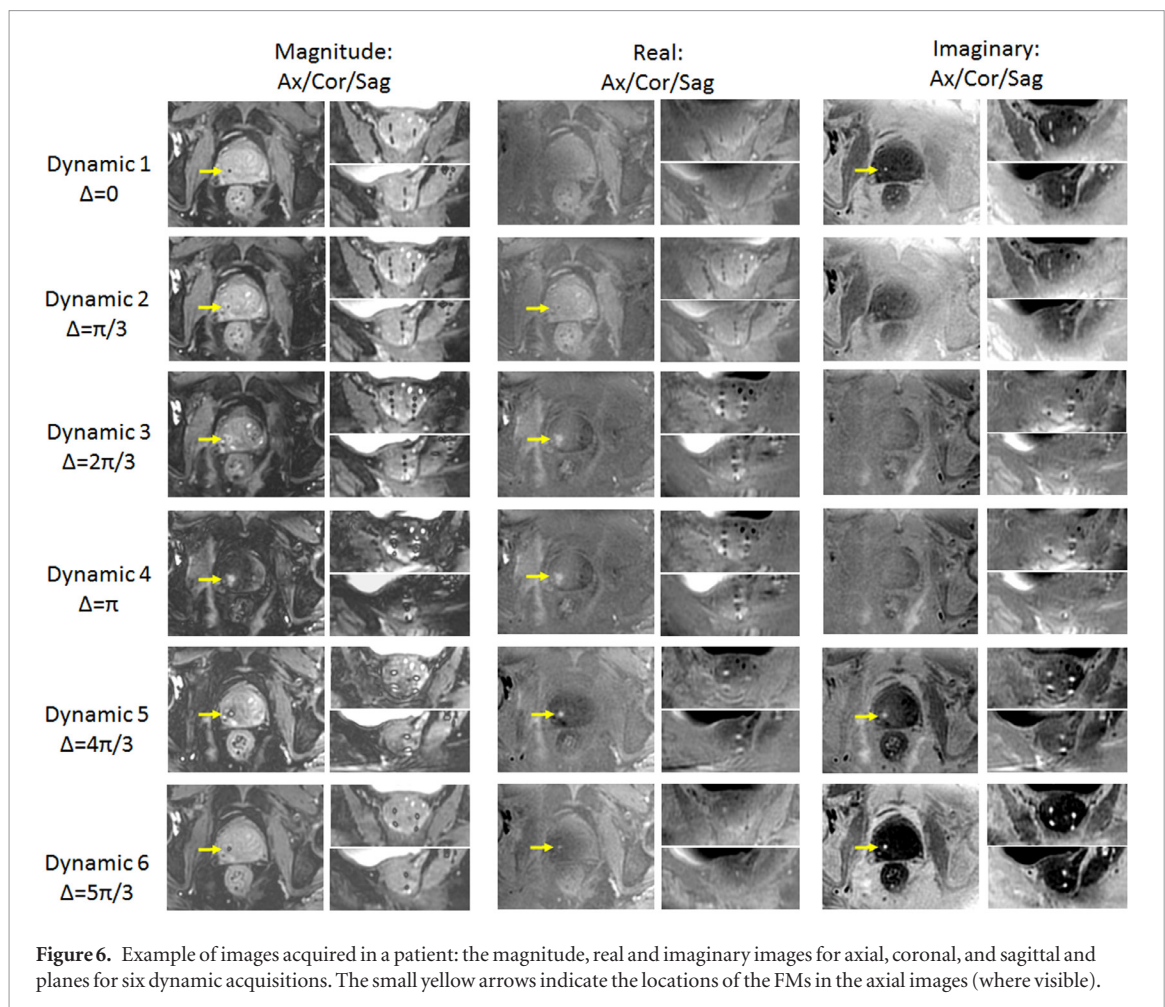 Magnitude:
Ax/Cor/Sag
Real:
Ax/Cor/Sag
Imaginary:
Ax/Cor/Sag
Dynamic 1
Δ=0
Dynamic 2
Δ=π/3
Dynamic 3
Δ=2π/3
Dynamic 4
Δ=π
Dynamic 5
Δ=4π/3
Dynamic 6
Δ=5π/3
Figure 6. Example of images acquired in a patient: the magnitude, real and imaginary images for axial, coronal, and sagittal and
planes for six dynamic acquisitions. The small yellow arrows indicate the locations of the FMs in the axial images (where visible).